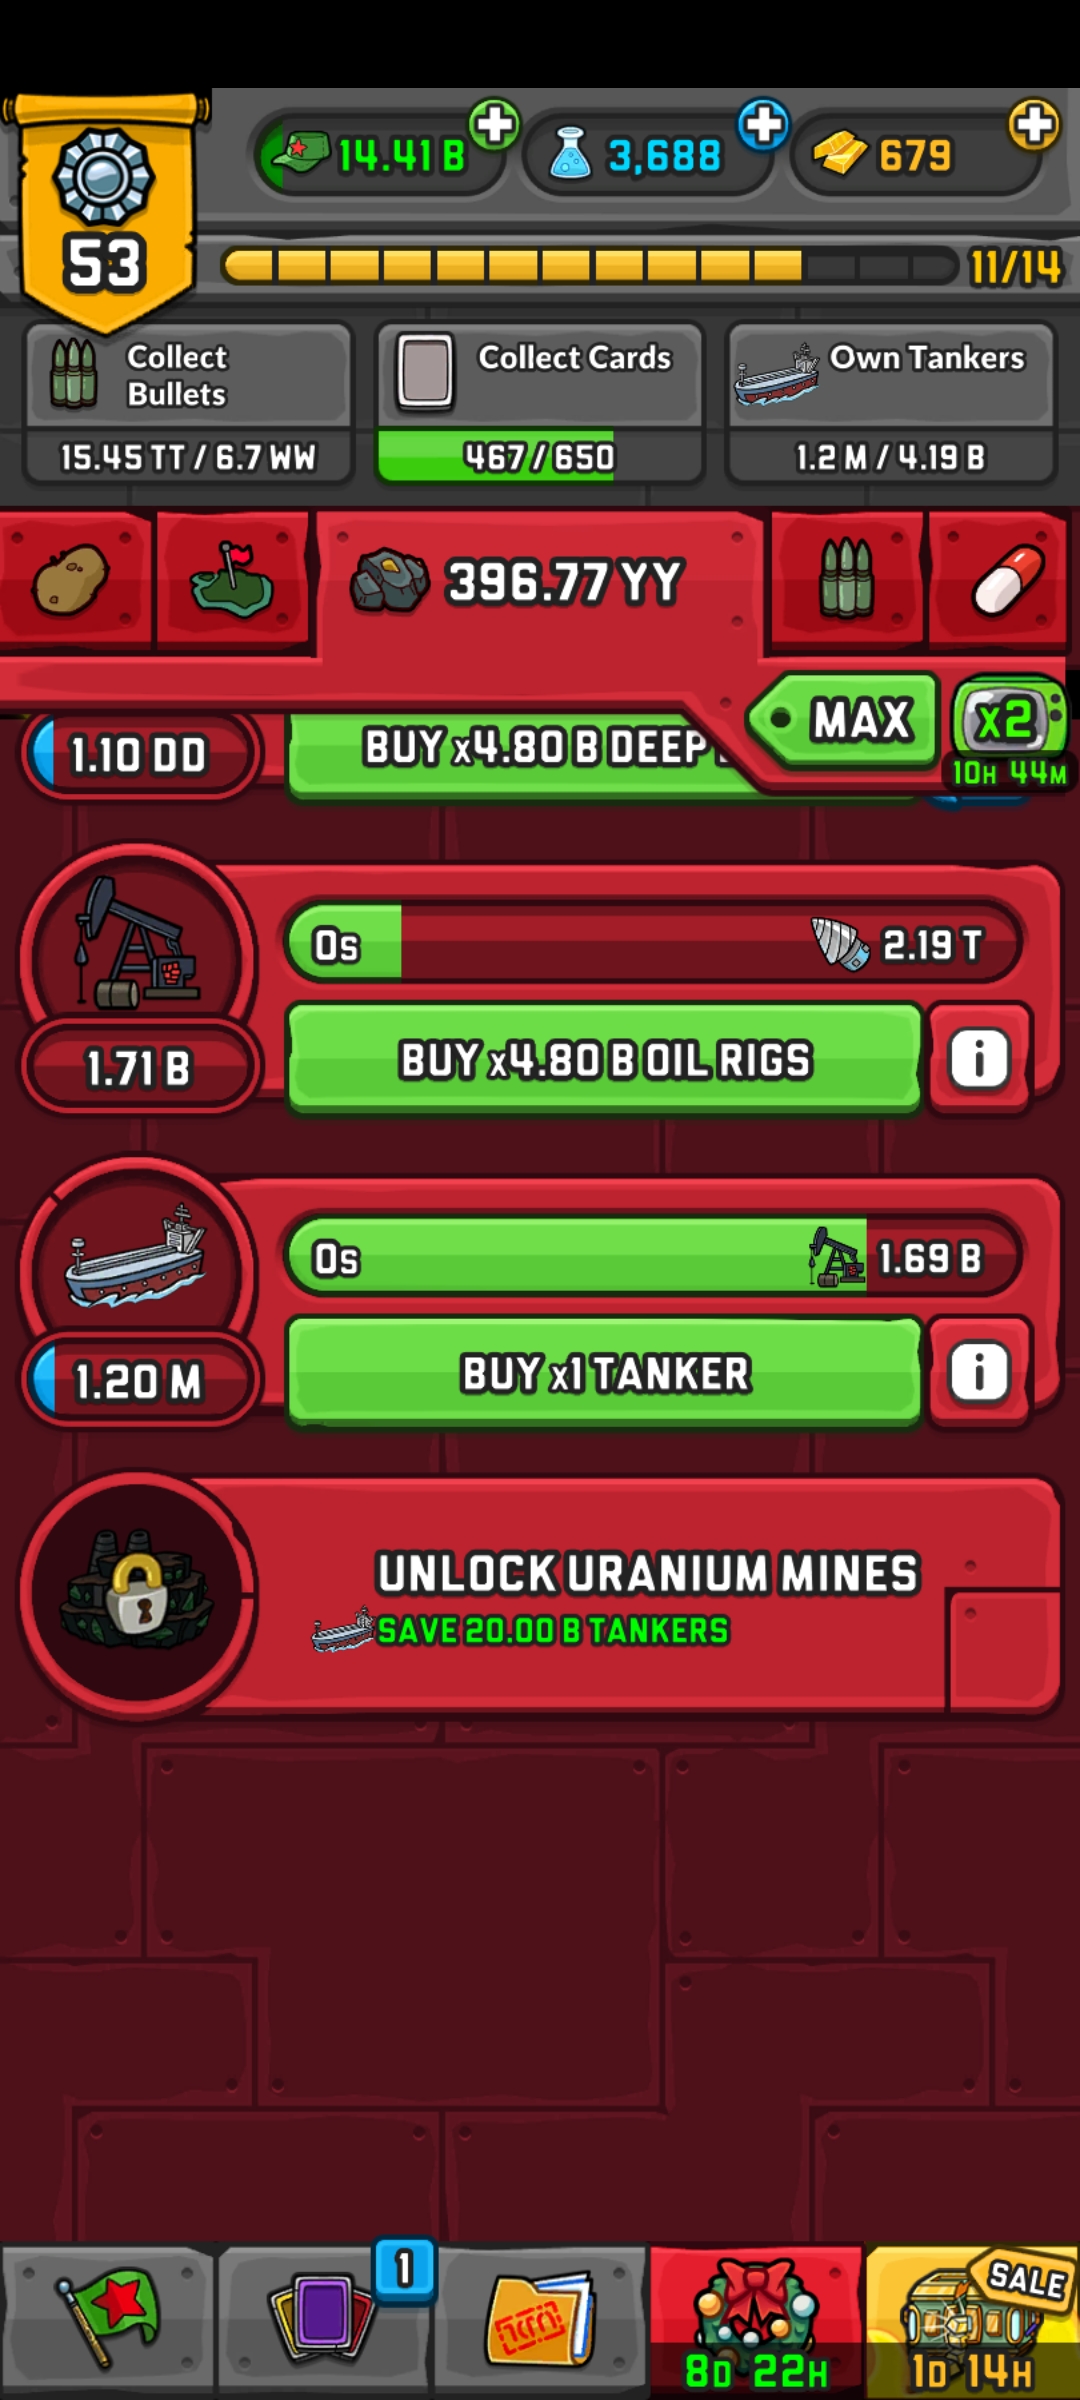 14.41 B
3,688
679
53
11/14
Collect
Bullets
Collect Cards
Own Tankers
15.45 TT / 6.7 WW
467/650
1.2 M / 4.19 B
396.77 YY
MAX
x2
10H 44M
1.10 DD
BUY x4.80 B DEEP
0s
2.19 T
1.71 B
BUY x4.80 B OIL RIGS
i
0s
1.69 B
1.20 M
BUY x1 TANKER
i
UNLOCK URANIUM MINES
SAVE 20.00 B TANKERS
1
SALE
8D 22H
1D 14H